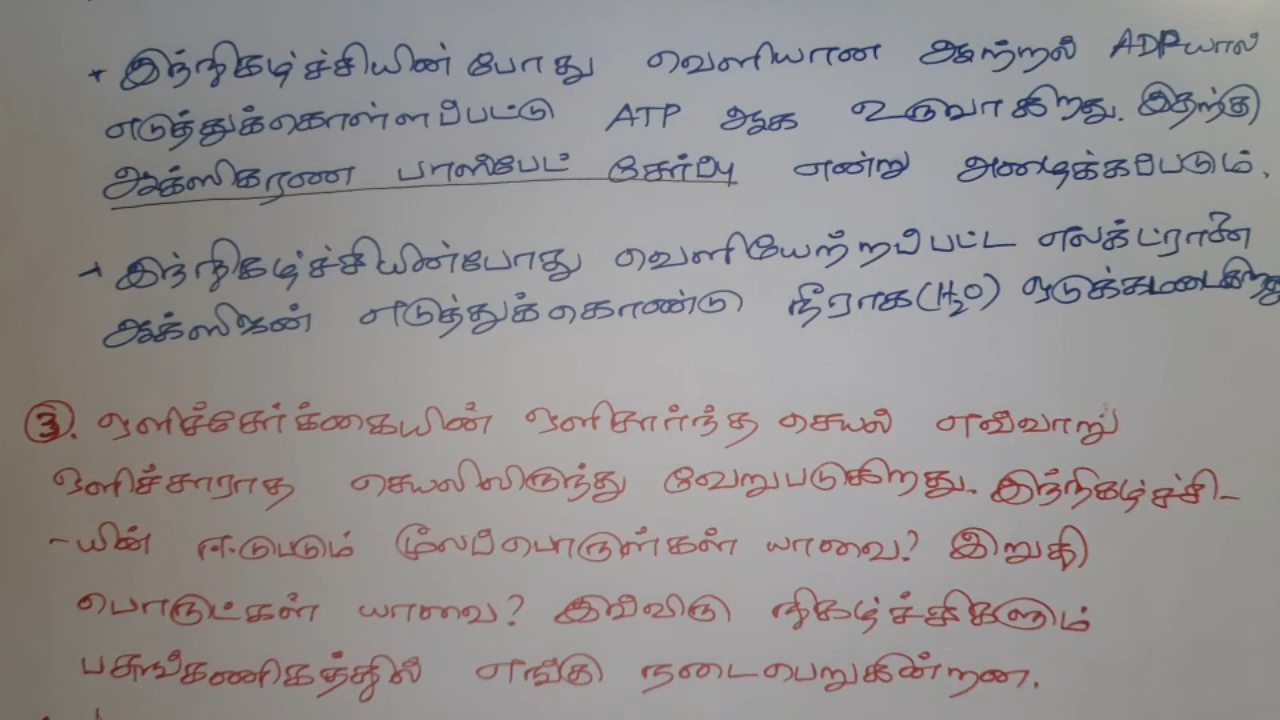 * இந்நிகழ்ச்சியின் போது வெளியான ஆற்றல் ADPயால்
எடுத்துக்கொள்ளப்பட்டு ATP ஆக உருவாகிறது. இதற்கு
ஆக்ஸிகரண பாஸ்பேட் சேர்ப்பு என்று அழைக்கப்படும்.
* இந்நிகழ்ச்சியின்போது வெளியேற்றப்பட்ட எலக்ட்ரானை
ஆக்ஸிஜன் எடுத்துக்கொண்டு நீராக (H₂O) ஒடுக்கமடைகிறது
③. ஒளிச்சேர்க்கையின் ஒளிசார்ந்த செயல் எவ்வாறு
ஒளிச்சாராத செயலிலிருந்து வேறுபடுகிறது. இந்நிகழ்ச்சி-
-யின் ஈடுபடும் மூலப்பொருள்கள் யாவை? இறுதி
பொருட்கள் யாவை? இவ்விரு நிகழ்ச்சிகளும்
பசுங்கணிகத்தில் எங்கு நடைபெறுகின்றன.